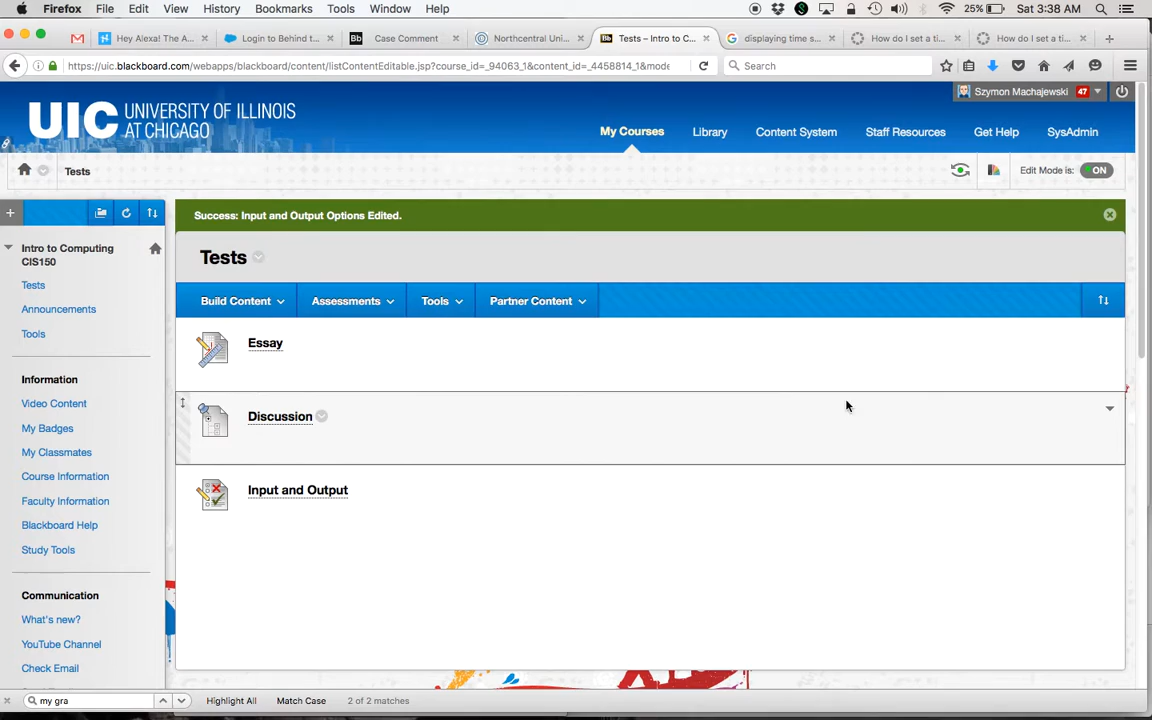 Firefox File Edit View History Bookmarks Tools Window Help 25% Sat 3:38 AM
Hey Alexa! The A... Login to Behind t... Case Comment Northcentral Uni... Tests – Intro to C... displaying time s... How do I set a ti... How do I set a ti...
https://uic.blackboard.com/webapps/blackboard/content/listContentEditable.jsp?course_id=_94063_1&content_id=_4458814_1&mode Search
Szymon Machajewski 47
UIC UNIVERSITY OF ILLINOIS
AT CHICAGO
My Courses Library Content System Staff Resources Get Help SysAdmin
Tests Edit Mode is: ON
Success: Input and Output Options Edited.
Intro to Computing
CIS150
Tests
Announcements
Tools
Information
Video Content
My Badges
My Classmates
Course Information
Faculty Information
Blackboard Help
Study Tools
Communication
What's new?
YouTube Channel
Check Email
Tests
Build Content Assessments Tools Partner Content
Essay
Discussion
Input and Output
my gra Highlight All Match Case 2 of 2 matches